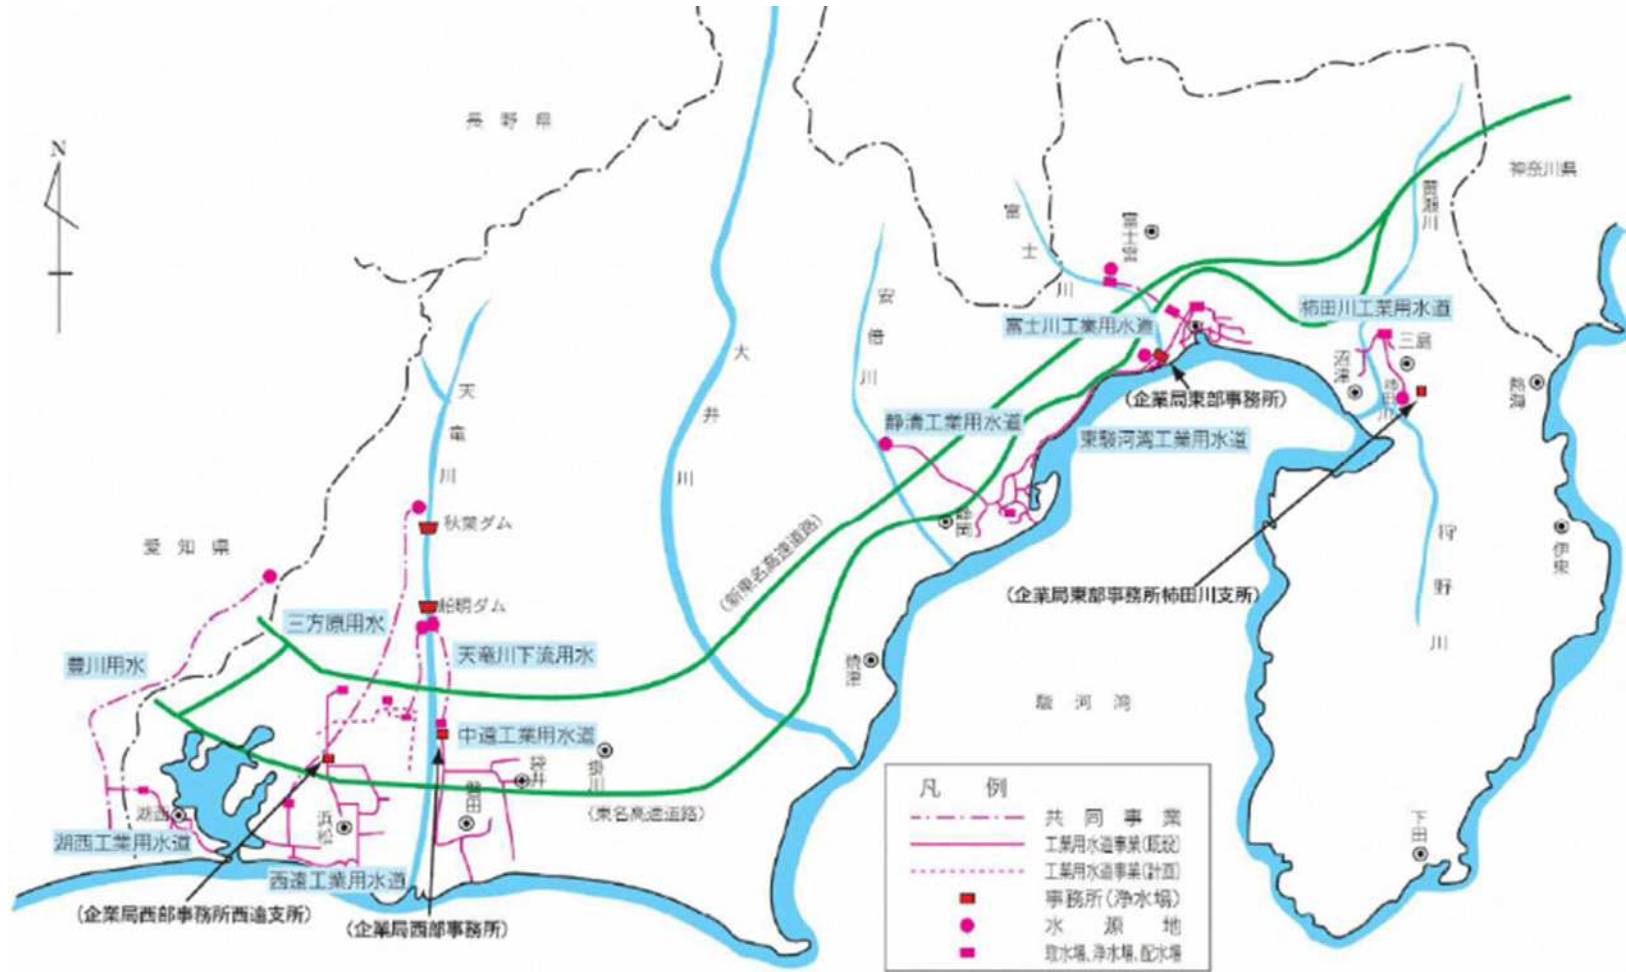 長野県
N
神奈川県
黄瀬川
富士川
富士宮
安倍川
大井川
天竜川
柿田川工業用水道
富士川工業用水道
三島
沼津
柿田川
熱海
(企業局東部事務所)
静清工業用水道
東駿河湾工業用水道
静岡
秋葉ダム
愛知県
(新東名高速道路)
狩野川
伊東
(企業局東部事務所柿田川支所)
船明ダム
三方原用水
天竜川下流用水
豊川用水
焼津
駿河湾
中遠工業用水道
袋井
掛川
磐田
(東名高速道路)
湖西
浜松
湖西工業用水道
西遠工業用水道
(企業局西部事務所西遠支所)
(企業局西部事務所)
下田
凡例
共同事業
工業用水道事業(既設)
工業用水道事業(計画)
事務所(浄水場)
水源地
取水場、浄水場、配水場